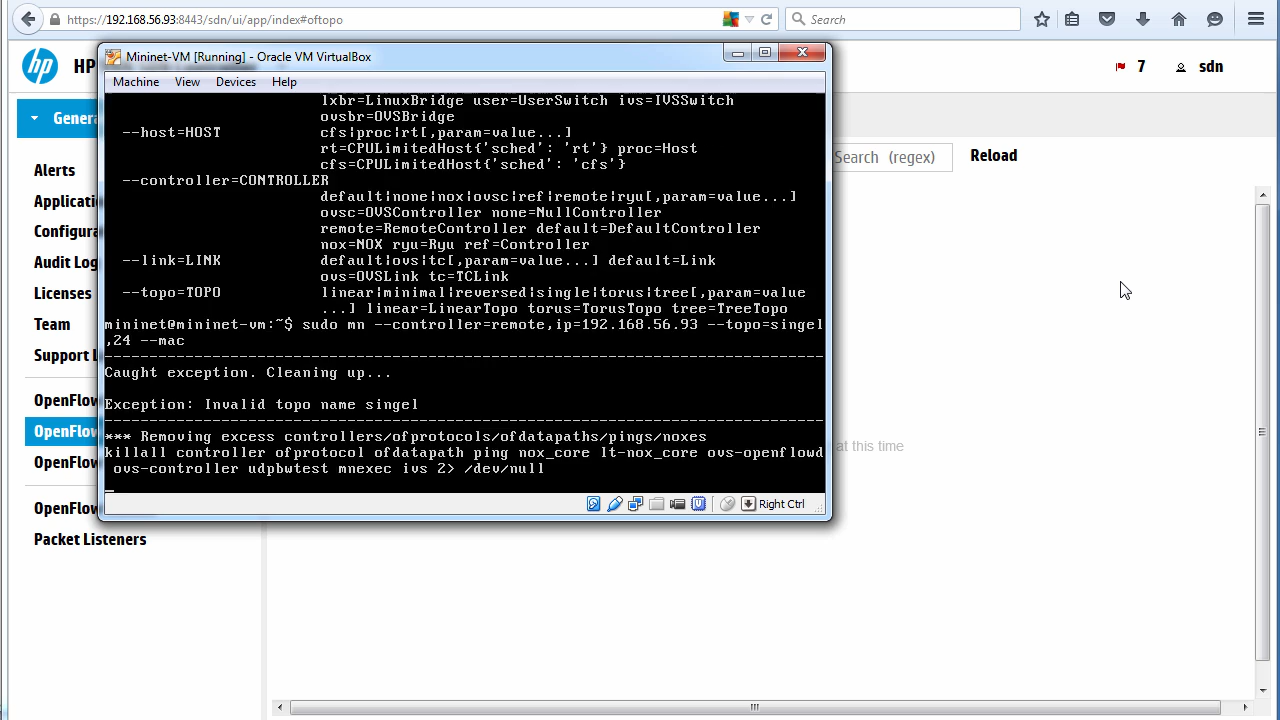 https://192.168.56.93:8443/sdn/ui/app/index#oftopo
Search
hp
HP
7
sdn
Mininet-VM [Running] - Oracle VM VirtualBox
Machine View Devices Help
lxbr=LinuxBridge user=UserSwitch ivs=IVSSwitch
ovsbr=OVSBridge
--host=HOST cfs|proc|rt[,param=value...]
rt=CPULimitedHost{'sched': 'rt'} proc=Host
cfs=CPULimitedHost{'sched': 'cfs'}
--controller=CONTROLLER
default|none|nox|ovsc|ref|remote|ryu[,param=value...]
ovsc=OVSController none=NullController
remote=RemoteController default=DefaultController
nox=NOX ryu=Ryu ref=Controller
--link=LINK default|ovs|tc[,param=value...] default=Link
ovs=OVSLink tc=TCLink
--topo=TOPO linear|minimal|reversed|single|torus|tree[,param=value
...] linear=LinearTopo torus=TorusTopo tree=TreeTopo
mininet@mininet-vm:~$ sudo mn --controller=remote,ip=192.168.56.93 --topo=singel
,24 --mac
--------------------------------------------------------------------------------
Caught exception. Cleaning up...
Exception: Invalid topo name singel
--------------------------------------------------------------------------------
*** Removing excess controllers/ofprotocols/ofdatapaths/pings/noxes
killall controller ofprotocol ofdatapath ping nox_core lt-nox_core ovs-openflowd
ovs-controller udpbwtest mnexec ivs 2> /dev/null
Right Ctrl
Genera
Alerts
Applicatio
Configura
Audit Log
Licenses
Team
Support L
OpenFlow
OpenFlow
OpenFlow
OpenFlow
Packet Listeners
Search (regex)
Reload
at this time